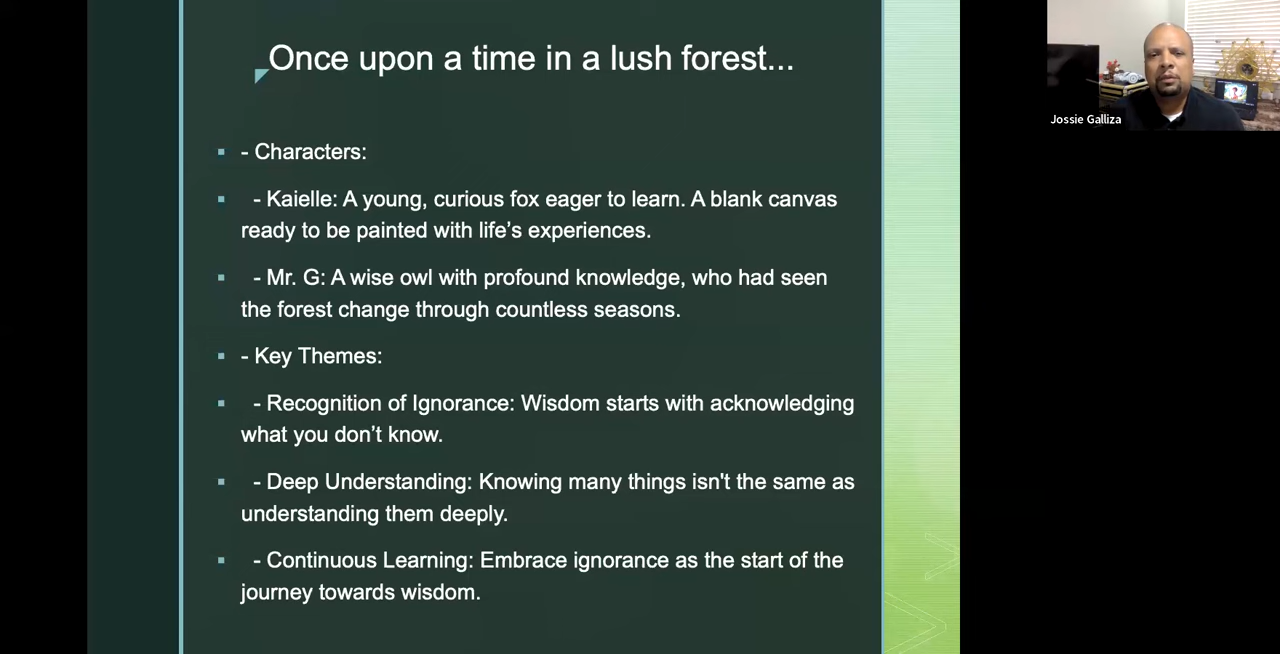 Once upon a time in a lush forest...
- Characters:
- Kaielle: A young, curious fox eager to learn. A blank canvas
ready to be painted with life’s experiences.
- Mr. G: A wise owl with profound knowledge, who had seen
the forest change through countless seasons.
- Key Themes:
- Recognition of Ignorance: Wisdom starts with acknowledging
what you don’t know.
- Deep Understanding: Knowing many things isn't the same as
understanding them deeply.
- Continuous Learning: Embrace ignorance as the start of the
journey towards wisdom.
Jossie Galliza